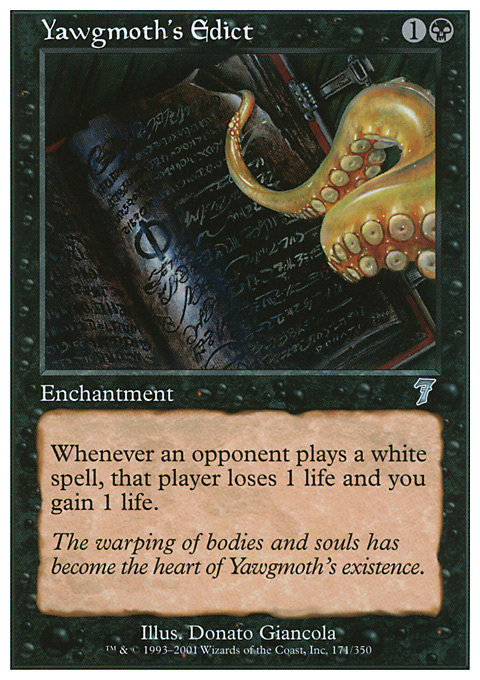 Yawgmoth's Edict 1
Enchantment
Whenever an opponent plays a white
spell, that player loses 1 life and you
gain 1 life.
The warping of bodies and souls has
become the heart of Yawgmoth's existence.
Illus. Donato Giancola
™ & © 1993–2001 Wizards of the Coast, Inc. 171/350